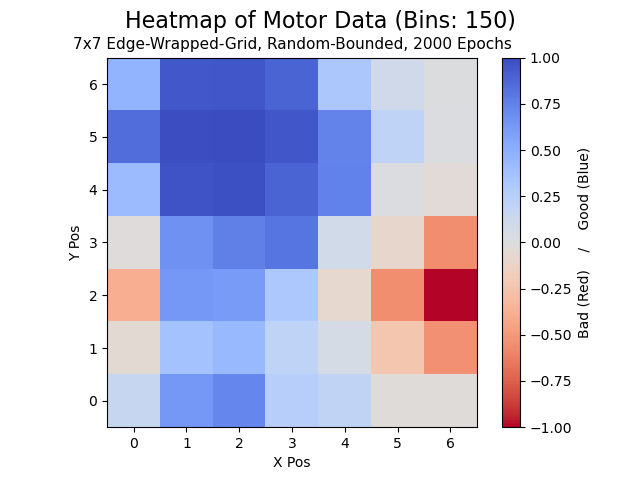 Heatmap of Motor Data (Bins: 150)
7x7 Edge-Wrapped-Grid, Random-Bounded, 2000 Epochs
6
5
4
3
2
1
0
Y Pos
0 1 2 3 4 5 6
X Pos
1.00
0.75
0.50
0.25
0.00
−0.25
−0.50
−0.75
−1.00
Bad (Red) / Good (Blue)